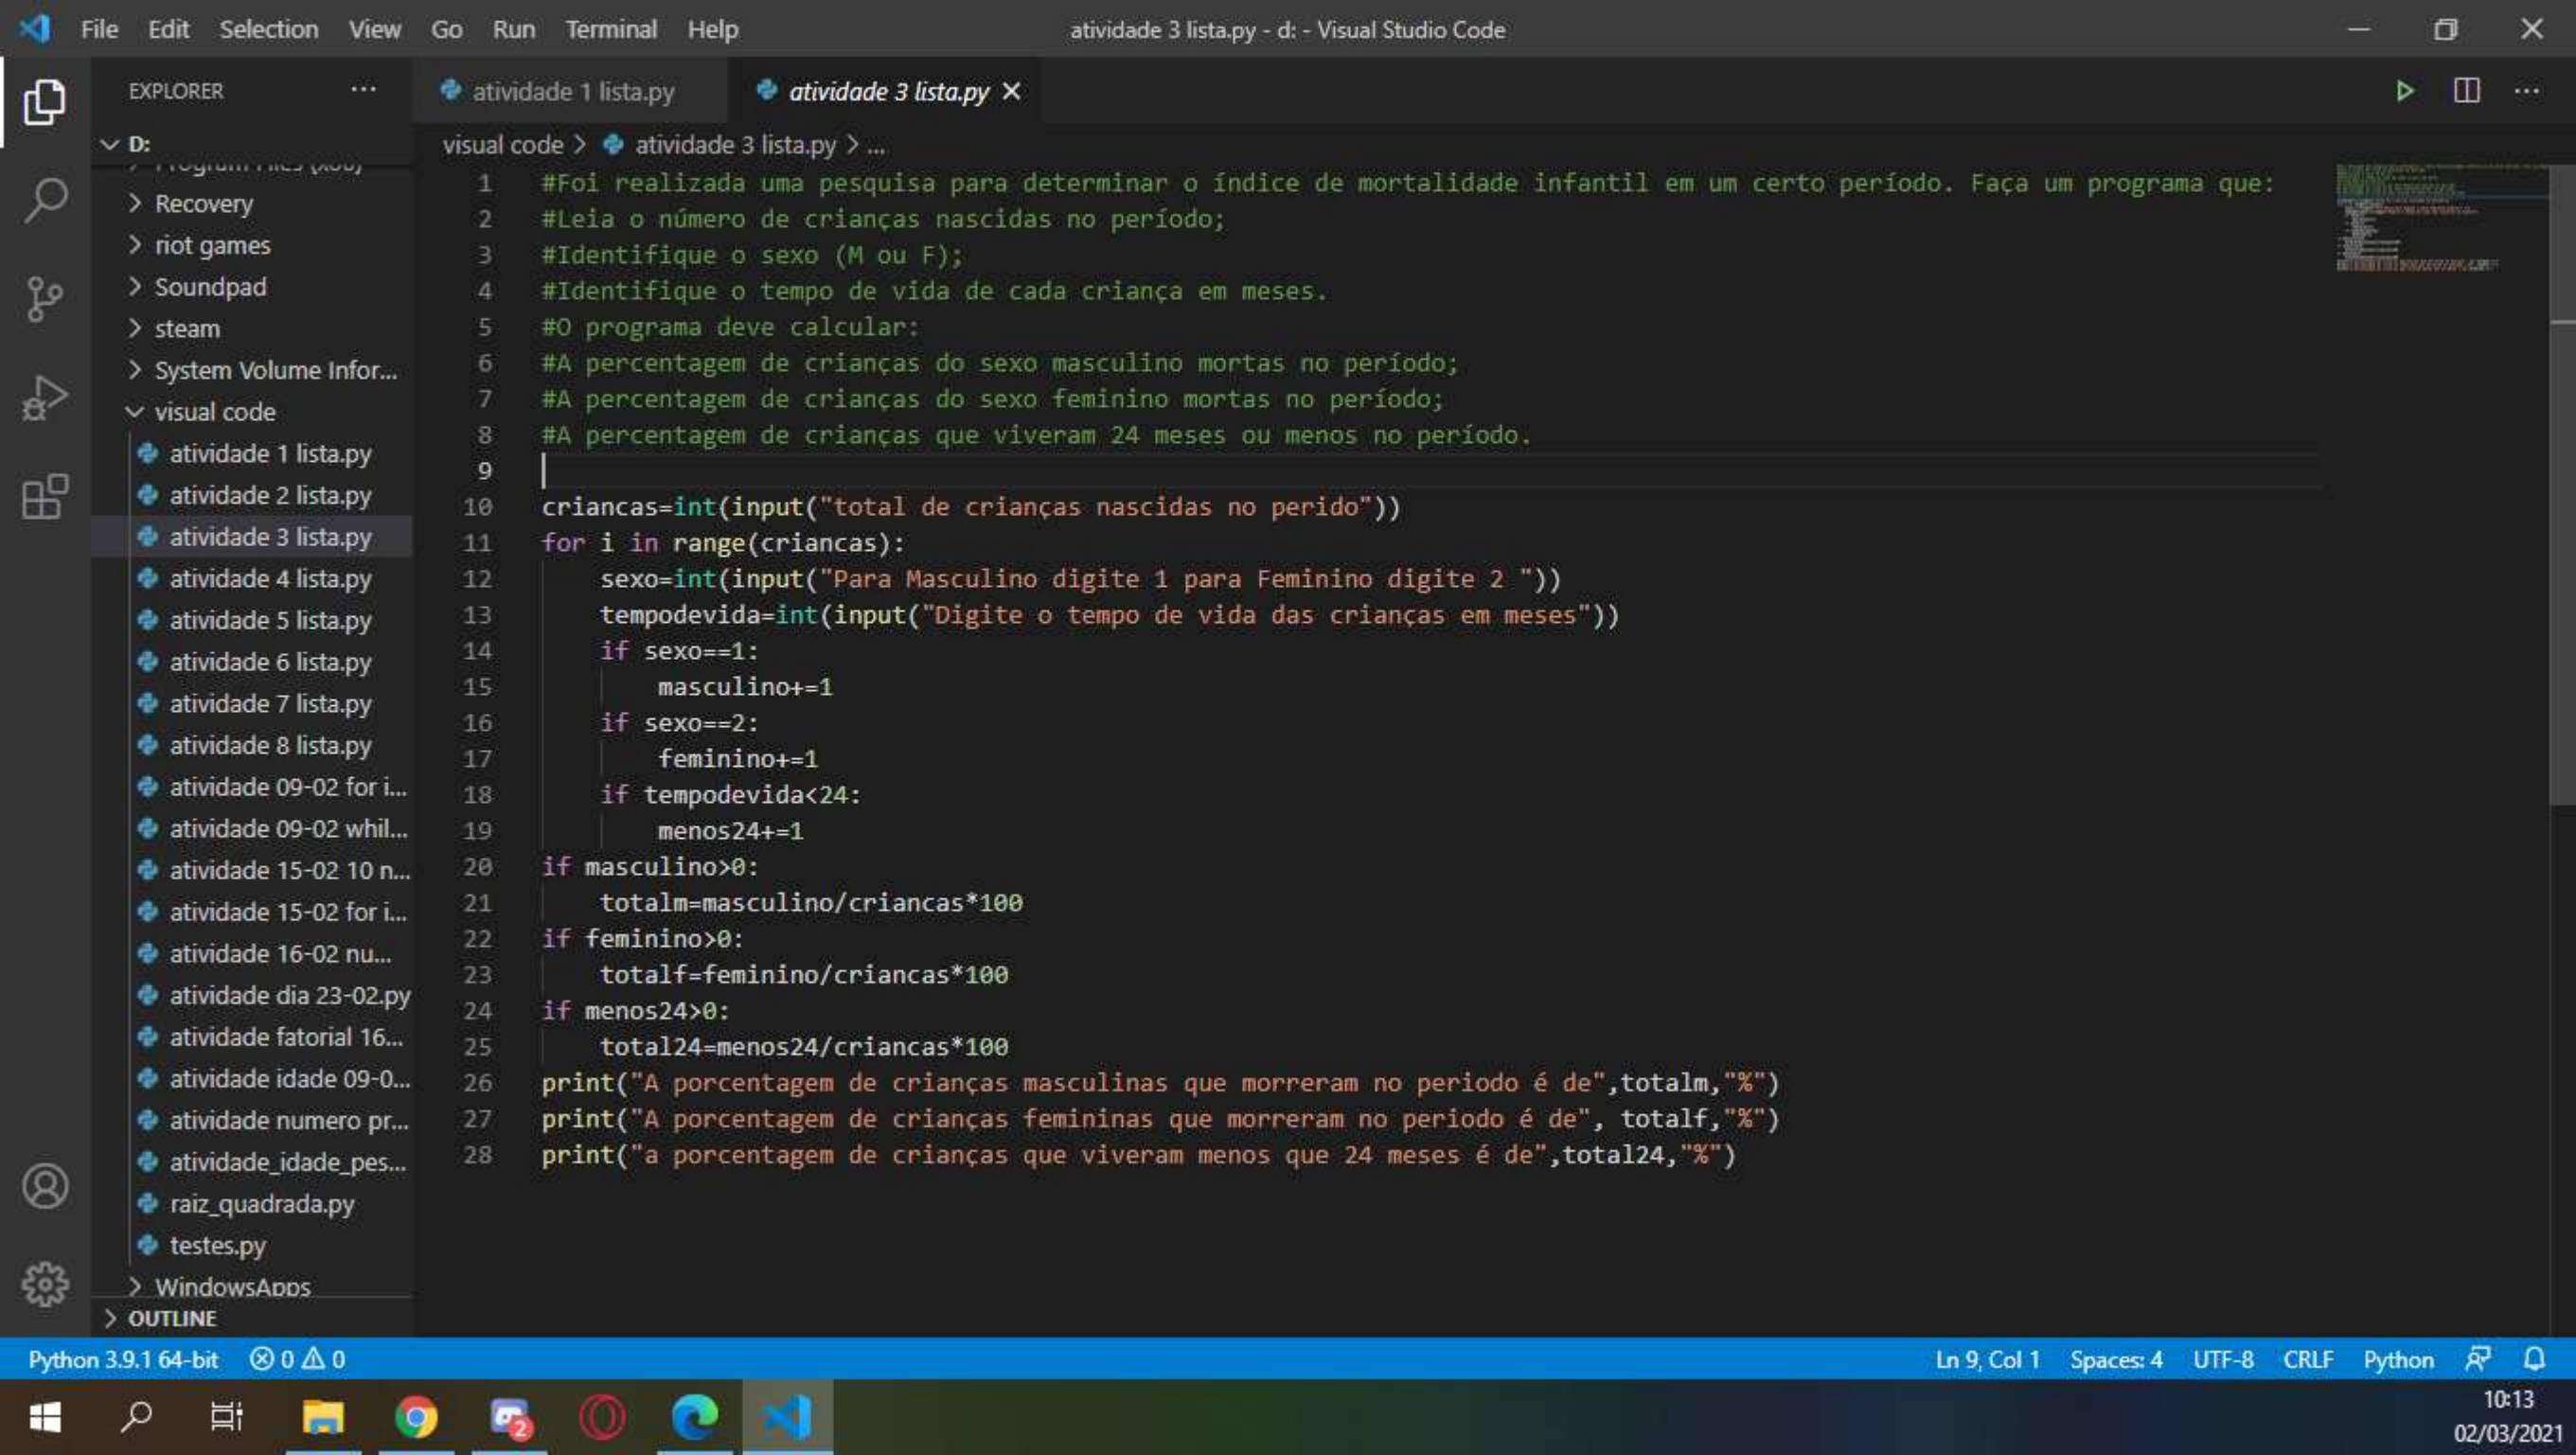 File Edit Selection View Go Run Terminal Help
atividade 3 lista.py - d: - Visual Studio Code
EXPLORER
atividade 1 lista.py
atividade 3 lista.py
D:
visual code > atividade 3 lista.py > ...
Program Files (x86)
Recovery
riot games
Soundpad
steam
System Volume Infor...
visual code
atividade 1 lista.py
atividade 2 lista.py
atividade 3 lista.py
atividade 4 lista.py
atividade 5 lista.py
atividade 6 lista.py
atividade 7 lista.py
atividade 8 lista.py
atividade 09-02 for i...
atividade 09-02 whil...
atividade 15-02 10 n...
atividade 15-02 for i...
atividade 16-02 nu...
atividade dia 23-02.py
atividade fatorial 16...
atividade idade 09-0...
atividade numero pr...
atividade_idade_pes...
raiz_quadrada.py
testes.py
WindowsApps
OUTLINE
1 #Foi realizada uma pesquisa para determinar o índice de mortalidade infantil em um certo período. Faça um programa que:
2 #Leia o número de crianças nascidas no período;
3 #Identifique o sexo (M ou F);
4 #Identifique o tempo de vida de cada criança em meses.
5 #O programa deve calcular:
6 #A percentagem de crianças do sexo masculino mortas no período;
7 #A percentagem de crianças do sexo feminino mortas no período;
8 #A percentagem de crianças que viveram 24 meses ou menos no período.
9
10 criancas=int(input("total de crianças nascidas no perido"))
11 for i in range(criancas):
12     sexo=int(input("Para Masculino digite 1 para Feminino digite 2 "))
13     tempodevida=int(input("Digite o tempo de vida das crianças em meses"))
14     if sexo==1:
15         masculino+=1
16     if sexo==2:
17         feminino+=1
18     if tempodevida<24:
19         menos24+=1
20 if masculino>0:
21     totalm=masculino/criancas*100
22 if feminino>0:
23     totalf=feminino/criancas*100
24 if menos24>0:
25     total24=menos24/criancas*100
26 print("A porcentagem de crianças masculinas que morreram no periodo é de",totalm,"%")
27 print("A porcentagem de crianças femininas que morreram no periodo é de", totalf,"%")
28 print("a porcentagem de crianças que viveram menos que 24 meses é de",total24,"%")
Python 3.9.1 64-bit 0 0
Ln 9, Col 1 Spaces: 4 UTF-8 CRLF Python
2
10:13
02/03/2021